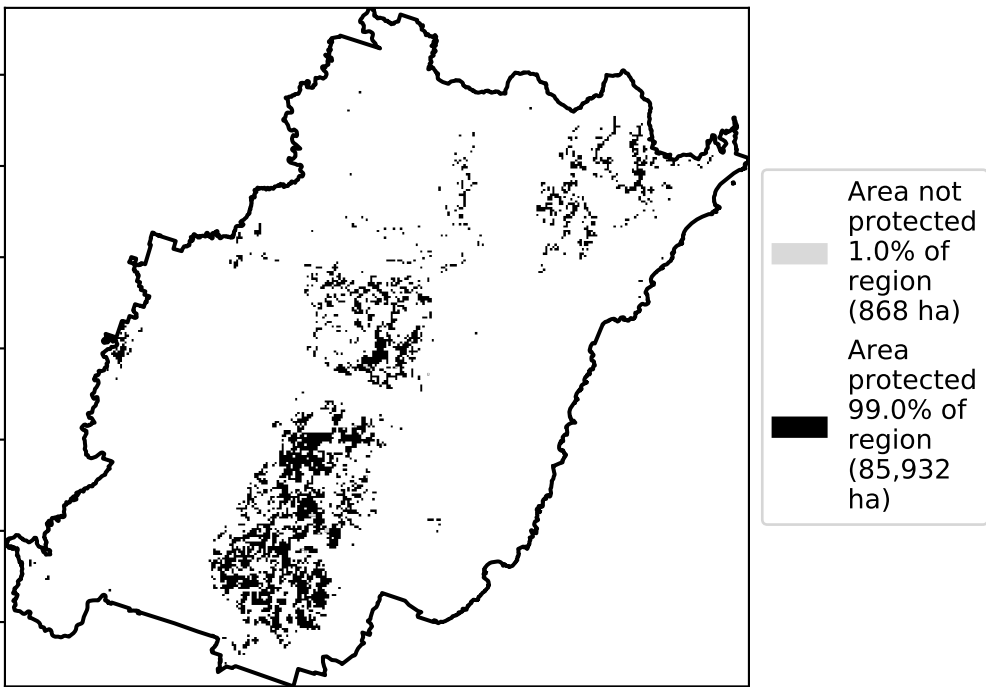 Area not
protected
1.0% of
region
(868 ha)
Area
protected
99.0% of
region
(85,932
ha)